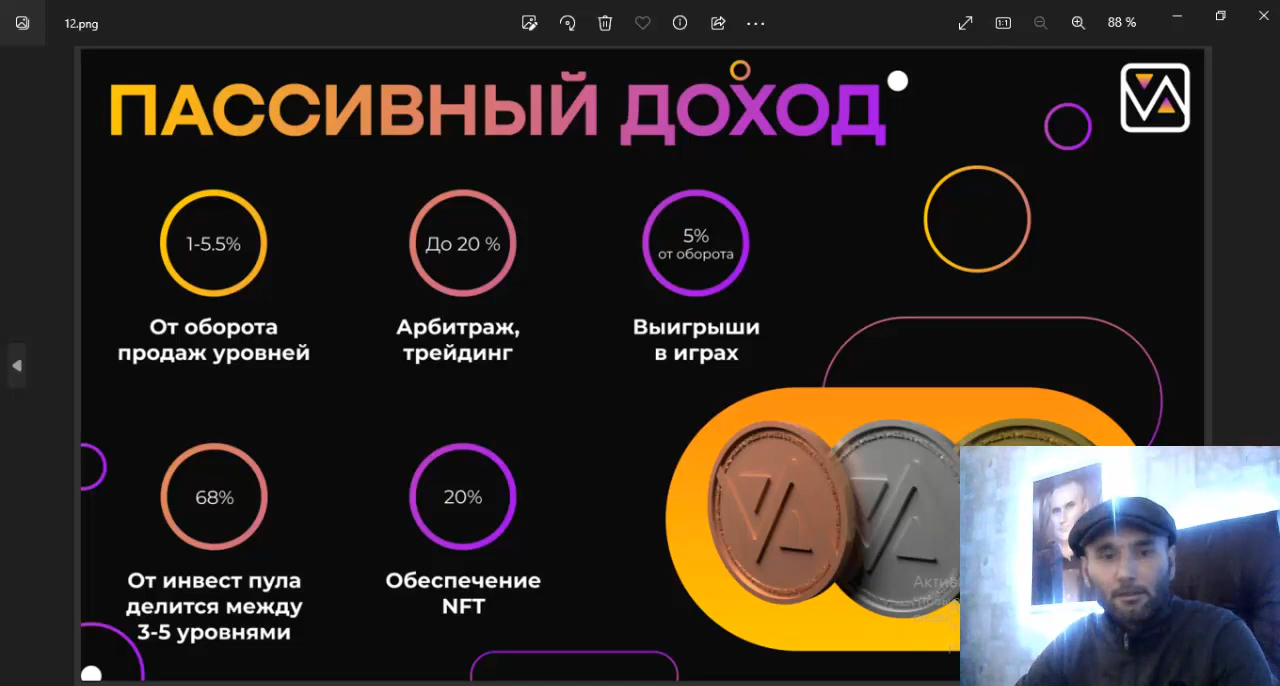 12.png
88 %
ПАССИВНЫЙ ДОХОД
1-5.5%
До 20 %
5%
от оборота
От оборота
продаж уровней
Арбитраж,
трейдинг
Выигрыши
в играх
68%
20%
От инвест пула
делится между
3-5 уровнями
Обеспечение
NFT